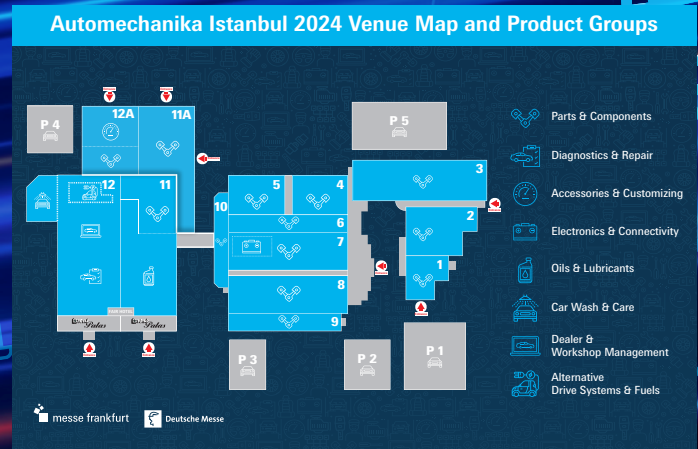 Automechanika Istanbul 2024 Venue Map and Product Groups
P 4
12A
11A
P 5
Parts & Components
Diagnostics & Repair
Accessories & Customizing
Electronics & Connectivity
Oils & Lubricants
Car Wash & Care
Dealer &
Workshop Management
Alternative
Drive Systems & Fuels
12
11
10
5
4
3
6
2
7
1
8
9
Palas
Palas
P 3
P 2
P 1
messe frankfurt
Deutsche Messe